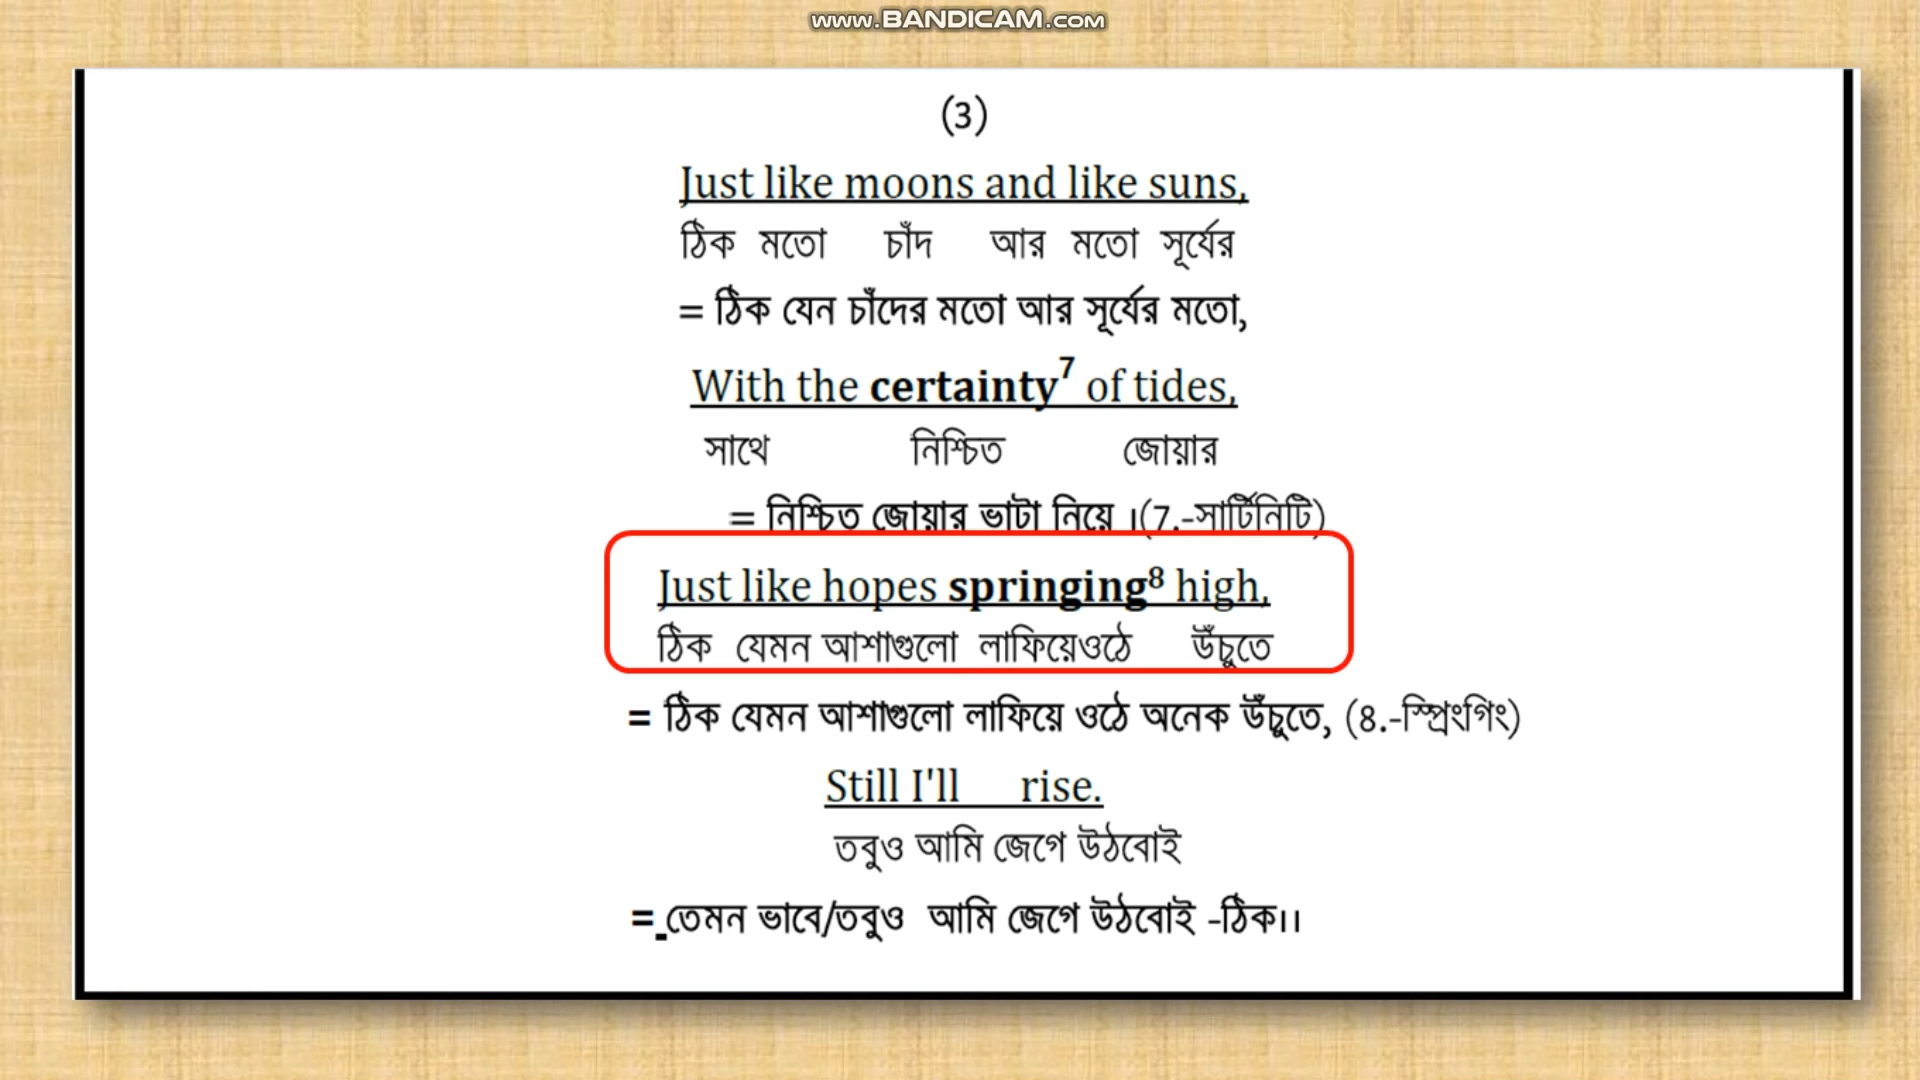 www.BANDICAM.com
(3)
Just like moons and like suns,
ঠিক মতো চাঁদ আর মতো সূর্যের
= ঠিক যেন চাঁদের মতো আর সূর্যের মতো,
With the certainty⁷ of tides,
সাথে নিশ্চিত জোয়ার
= নিশ্চিত জোয়ার ভাটা নিয়ে ।(7.-সার্টিনিটি)
Just like hopes springing⁸ high,
ঠিক যেমন আশাগুলো লাফিয়েওঠে উঁচুতে
= ঠিক যেমন আশাগুলো লাফিয়ে ওঠে অনেক উঁচুতে, (8.-স্প্রিংগিং)
Still I'll rise.
তবুও আমি জেগে উঠবোই
= তেমন ভাবে/তবুও আমি জেগে উঠবোই -ঠিক।।